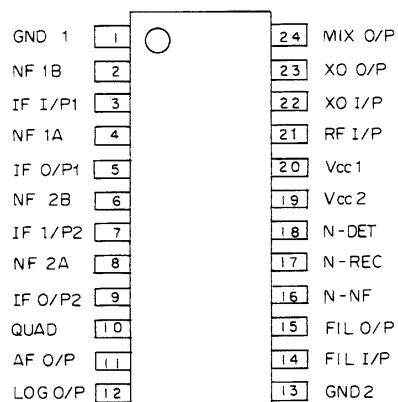 GND 1 1 24 MIX O/P
NF 1B 2 23 XO O/P
IF I/P1 3 22 XO I/P
NF 1A 4 21 RF I/P
IF O/P1 5 20 Vcc 1
NF 2B 6 19 Vcc 2
IF 1/P2 7 18 N-DET
NF 2A 8 17 N-REC
IF O/P2 9 16 N-NF
QUAD 10 15 FIL O/P
AF O/P 11 14 FIL I/P
LOG O/P 12 13 GND2